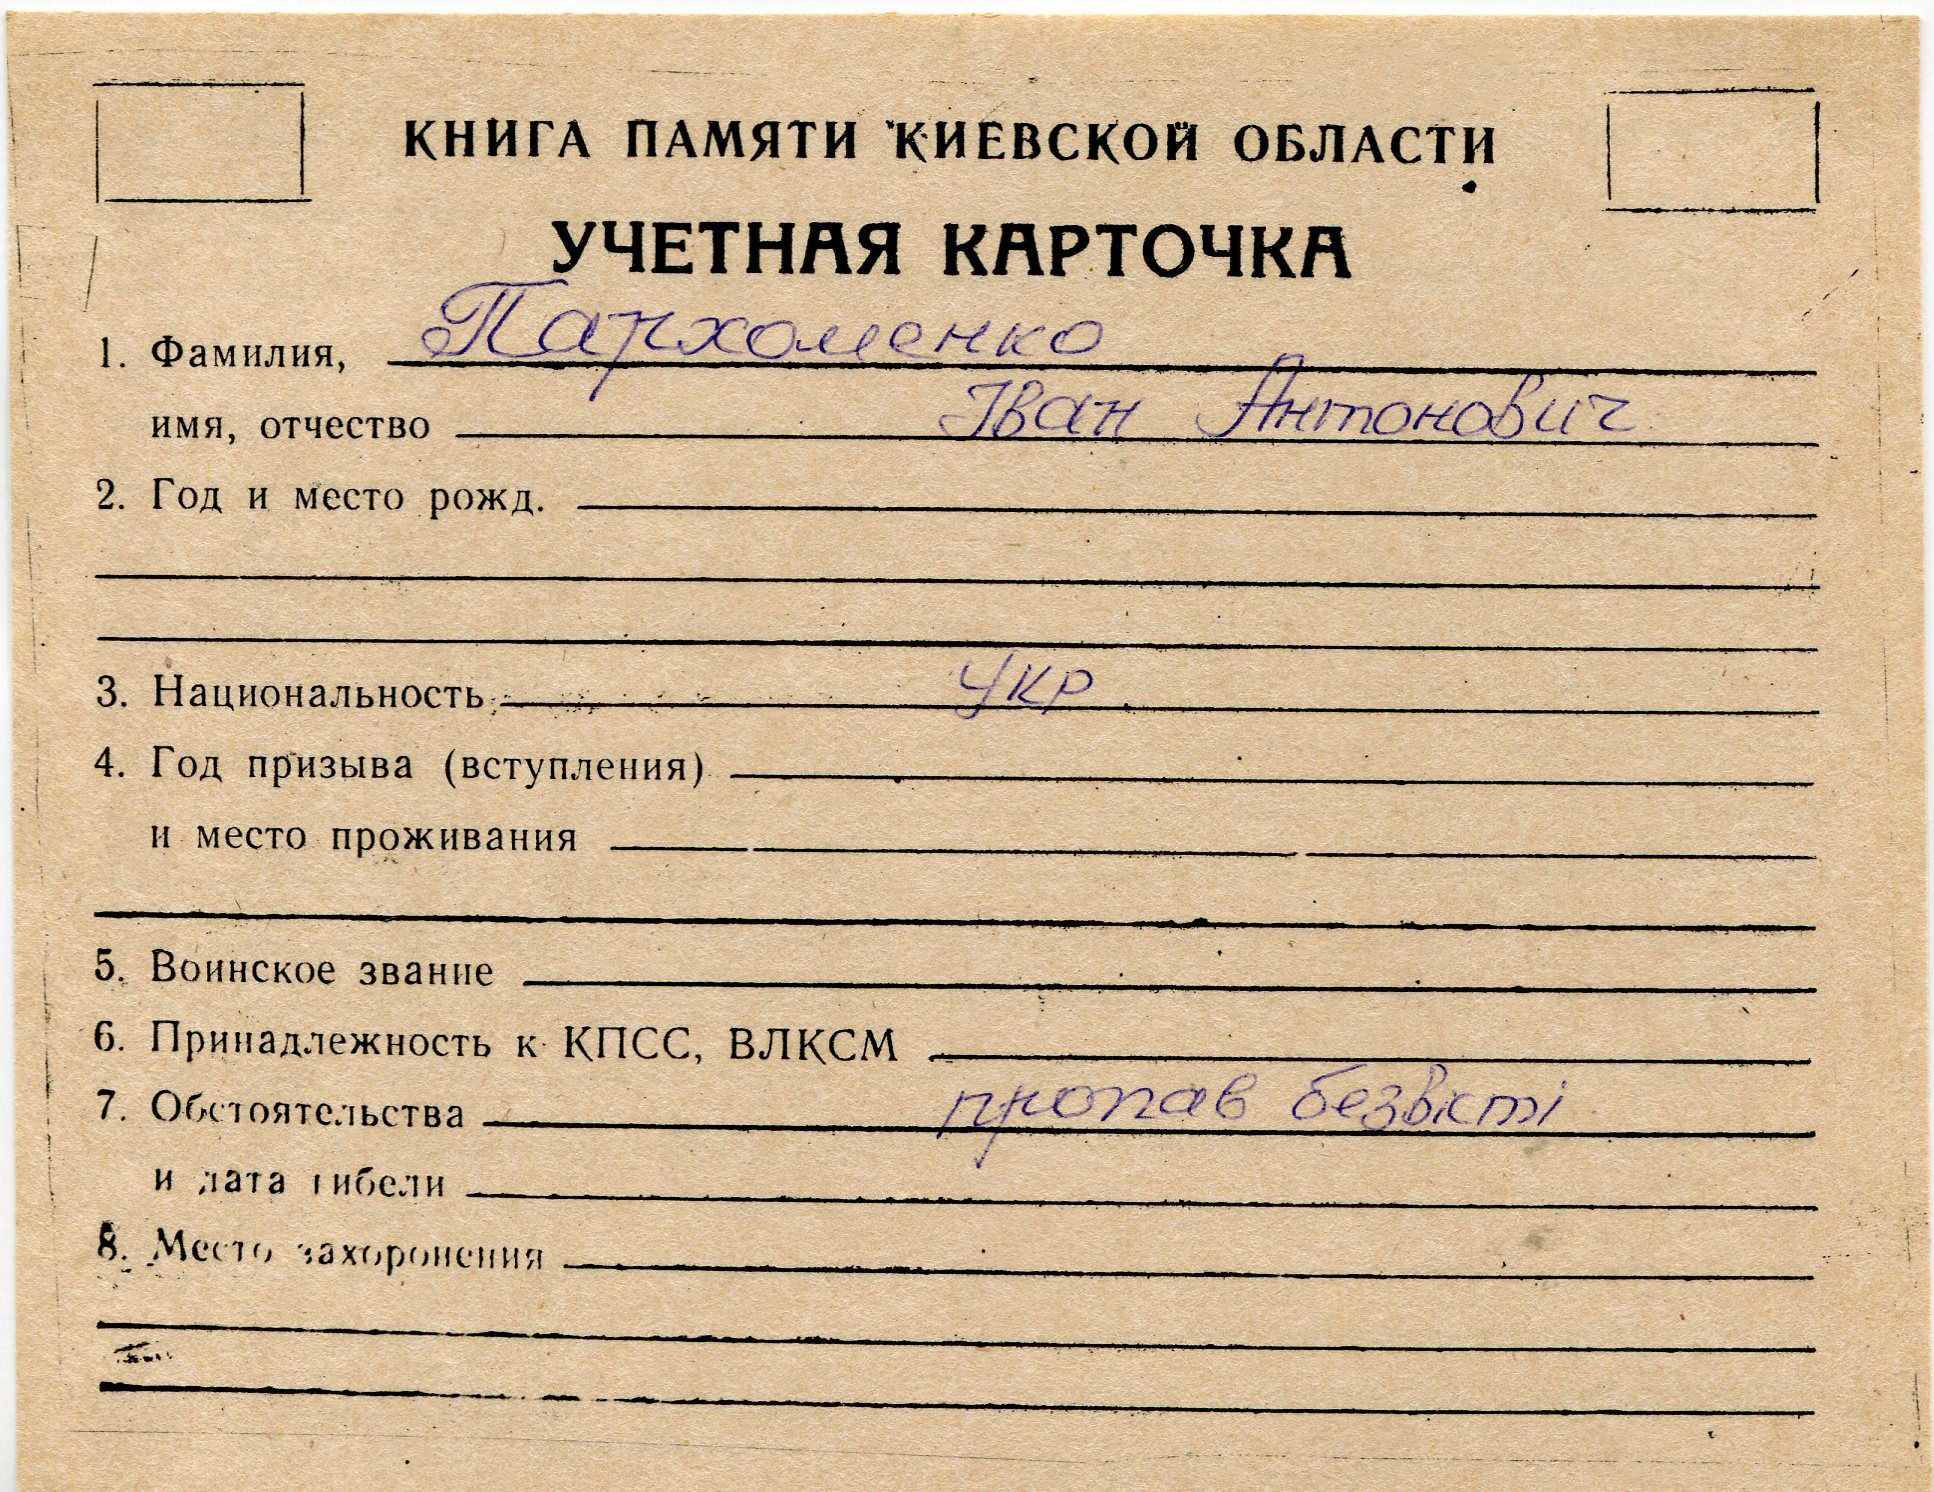 КНИГА ПАМЯТИ КИЕВСКОЙ ОБЛАСТИ
УЧЕТНАЯ КАРТОЧКА
1. Фамилия, Пархоменко
имя, отчество Іван Антонович
2. Год и место рожд.
3. Национальность укр.
4. Год призыва (вступления)
и место проживания
5. Воинское звание
6. Принадлежность к КПСС, ВЛКСМ
7. Обстоятельства пропав безвісті
и дата гибели
8. Место захоронения